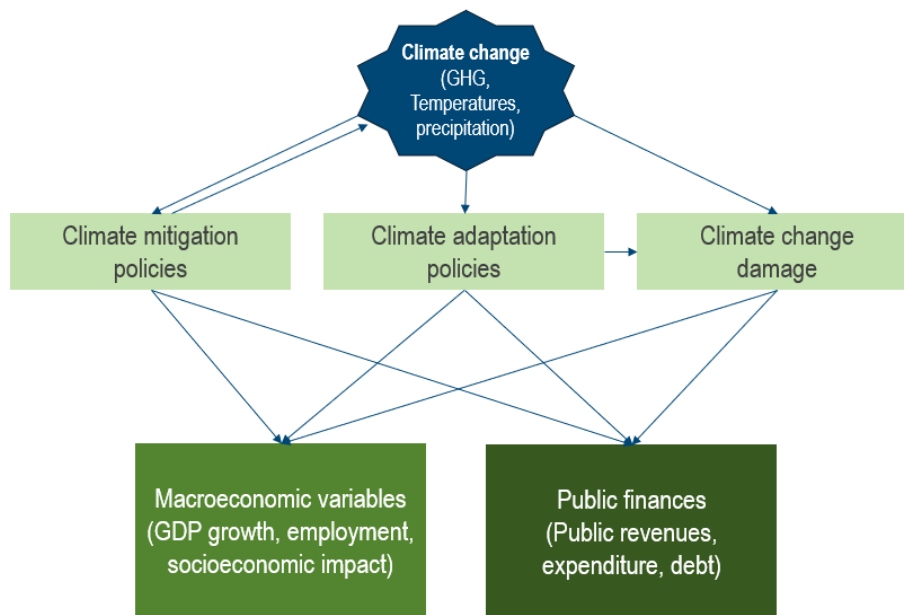 Climate change
(GHG,
Temperatures,
precipitation)
Climate mitigation
policies
Climate adaptation
policies
Climate change
damage
Macroeconomic variables
(GDP growth, employment,
socioeconomic impact)
Public finances
(Public revenues,
expenditure, debt)